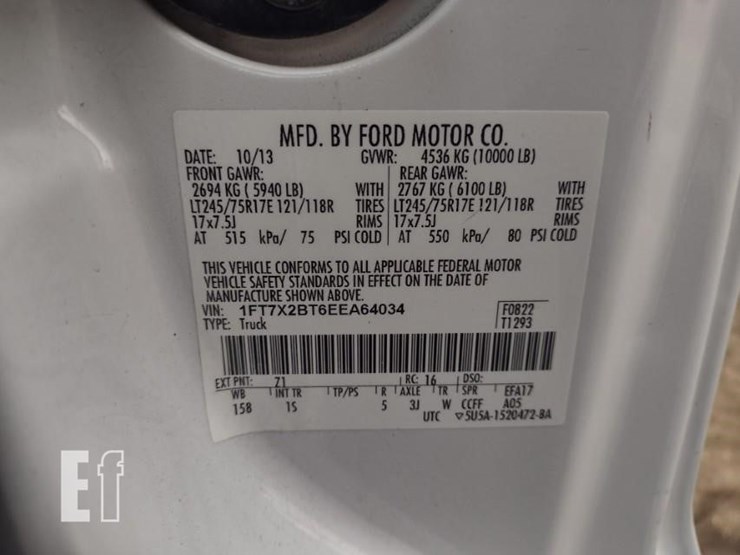 MFD. BY FORD MOTOR CO.
DATE: 10/13 GVWR: 4536 KG (10000 LB)
FRONT GAWR: REAR GAWR:
2694 KG ( 5940 LB) WITH 2767 KG ( 6100 LB) WITH
LT245/75R17E 121/118R TIRES LT245/75R17E 121/118R TIRES
17x7.5J RIMS 17x7.5J RIMS
AT 515 kPa/ 75 PSI COLD AT 550 kPa/ 80 PSI COLD
THIS VEHICLE CONFORMS TO ALL APPLICABLE FEDERAL MOTOR
VEHICLE SAFETY STANDARDS IN EFFECT ON THE DATE OF
MANUFACTURE SHOWN ABOVE.
VIN: 1FT7X2BT6EEA64034 F0822
TYPE: Truck T1293
EXT PNT: Z1 RC: 16 DSO:
WB INT TR TP/PS R AXLE TR SPR EFA17
158 1S 5 3J W CCFF A05
UTC ▽5U5A-1520472-BA
Ef